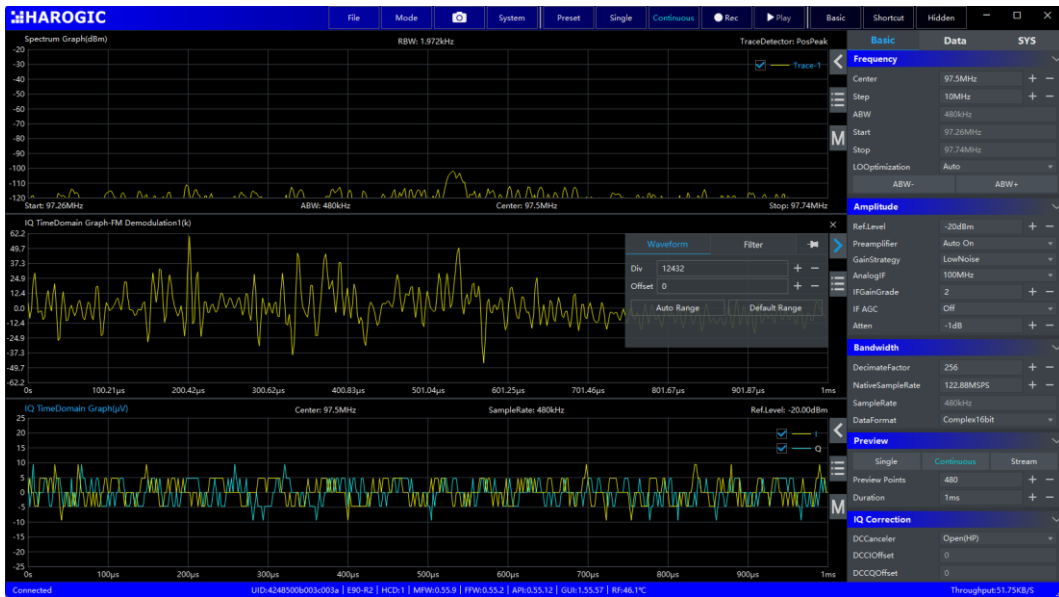 HAROGIC File Mode System Preset Single Continuous Rec Play Basic Shortcut Hidden
Spectrum Graph(dBm) RBW: 1.972kHz TraceDetector: PosPeak
-20
-30
-40
-50
-60
-70
-80
-90
-100
-110
-120
Trace-1
M
Start: 97.26MHz ABW: 480kHz Center: 97.5MHz Stop: 97.74MHz
IQ TimeDomain Graph-FM Demodulation1(k)
62.2
49.7
37.3
24.9
12.4
0.0
-12.4
-24.9
-37.3
-49.7
-62.2
Waveform Filter
Div 12432 + −
Offset 0 + −
Auto Range Default Range
0s 100.21μs 200.42μs 300.62μs 400.83μs 501.04μs 601.25μs 701.46μs 801.67μs 901.87μs 1ms
IQ TimeDomain Graph(μV) Center: 97.5MHz SampleRate: 480kHz Ref.Level: -20.00dBm
25
20
15
10
5
0
-5
-10
-15
-20
-25
I
Q
M
0s 100μs 200μs 300μs 400μs 500μs 600μs 700μs 800μs 900μs 1ms
Basic Data SYS
Frequency
Center 97.5MHz + −
Step 10MHz + −
ABW 480kHz
Start 97.26MHz
Stop 97.74MHz
LOOptimization Auto
ABW- ABW+
Amplitude
Ref.Level -20dBm + −
Preamplifier Auto On
GainStrategy LowNoise
AnalogIF 100MHz
IFGainGrade 2 + −
IF AGC Off
Atten -1dB + −
Bandwidth
DecimateFactor 256 + −
NativeSampleRate 122.88MSPS + −
SampleRate 480kHz
DataFormat Complex16bit
Preview
Single Continuous Stream
Preview Points 480 + −
Duration 1ms + −
IQ Correction
DCCanceler Open(HP)
DCCIOffset 0
DCCQOffset 0
Connected UID:4248500b003c003a | E90-R2 | HCD:1 | MFW:0.55.9 | FFW:0.55.2 | API:0.55.12 | GUI:1.55.57 | RF:46.1℃ Throughput:51.75KB/S